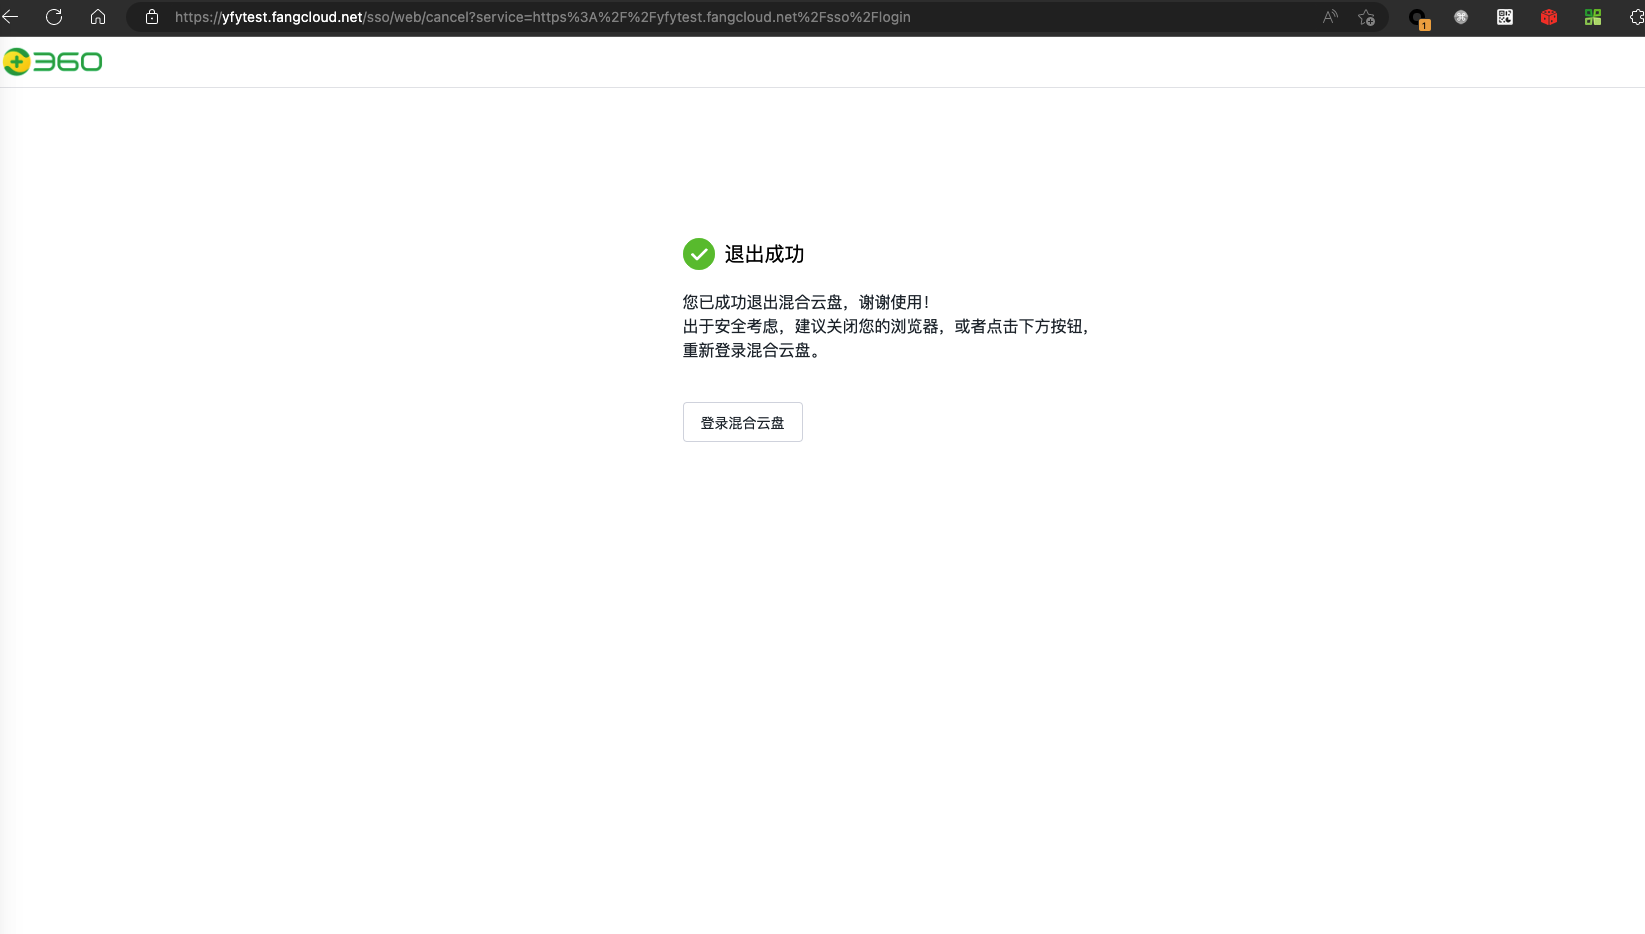 https://yfytest.fangcloud.net/sso/web/cancel?service=https%3A%2F%2Fyfytest.fangcloud.net%2Fsso%2Flogin
1
360
退出成功
您已成功退出混合云盘，谢谢使用！
出于安全考虑，建议关闭您的浏览器，或者点击下方按钮，
重新登录混合云盘。
登录混合云盘